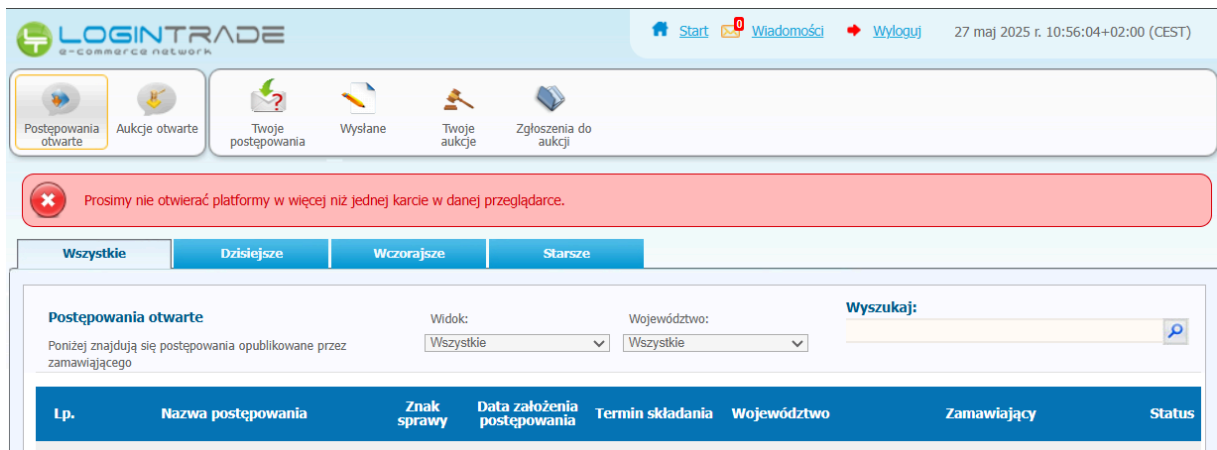 LOGINTRADE
e-commerce network
Start 0 Wiadomości Wyloguj 27 maj 2025 r. 10:56:04+02:00 (CEST)
Postępowania otwarte
Aukcje otwarte
Twoje postępowania
Wysłane
Twoje aukcje
Zgłoszenia do aukcji
Prosimy nie otwierać platformy w więcej niż jednej karcie w danej przeglądarce.
Wszystkie Dzisiejsze Wczorajsze Starsze
Postępowania otwarte
Poniżej znajdują się postępowania opublikowane przez
zamawiąjącego
Widok:
Wszystkie
Województwo:
Wszystkie
Wyszukaj:
Lp. Nazwa postępowania Znak sprawy Data założenia postępowania Termin składania Województwo Zamawiający Status